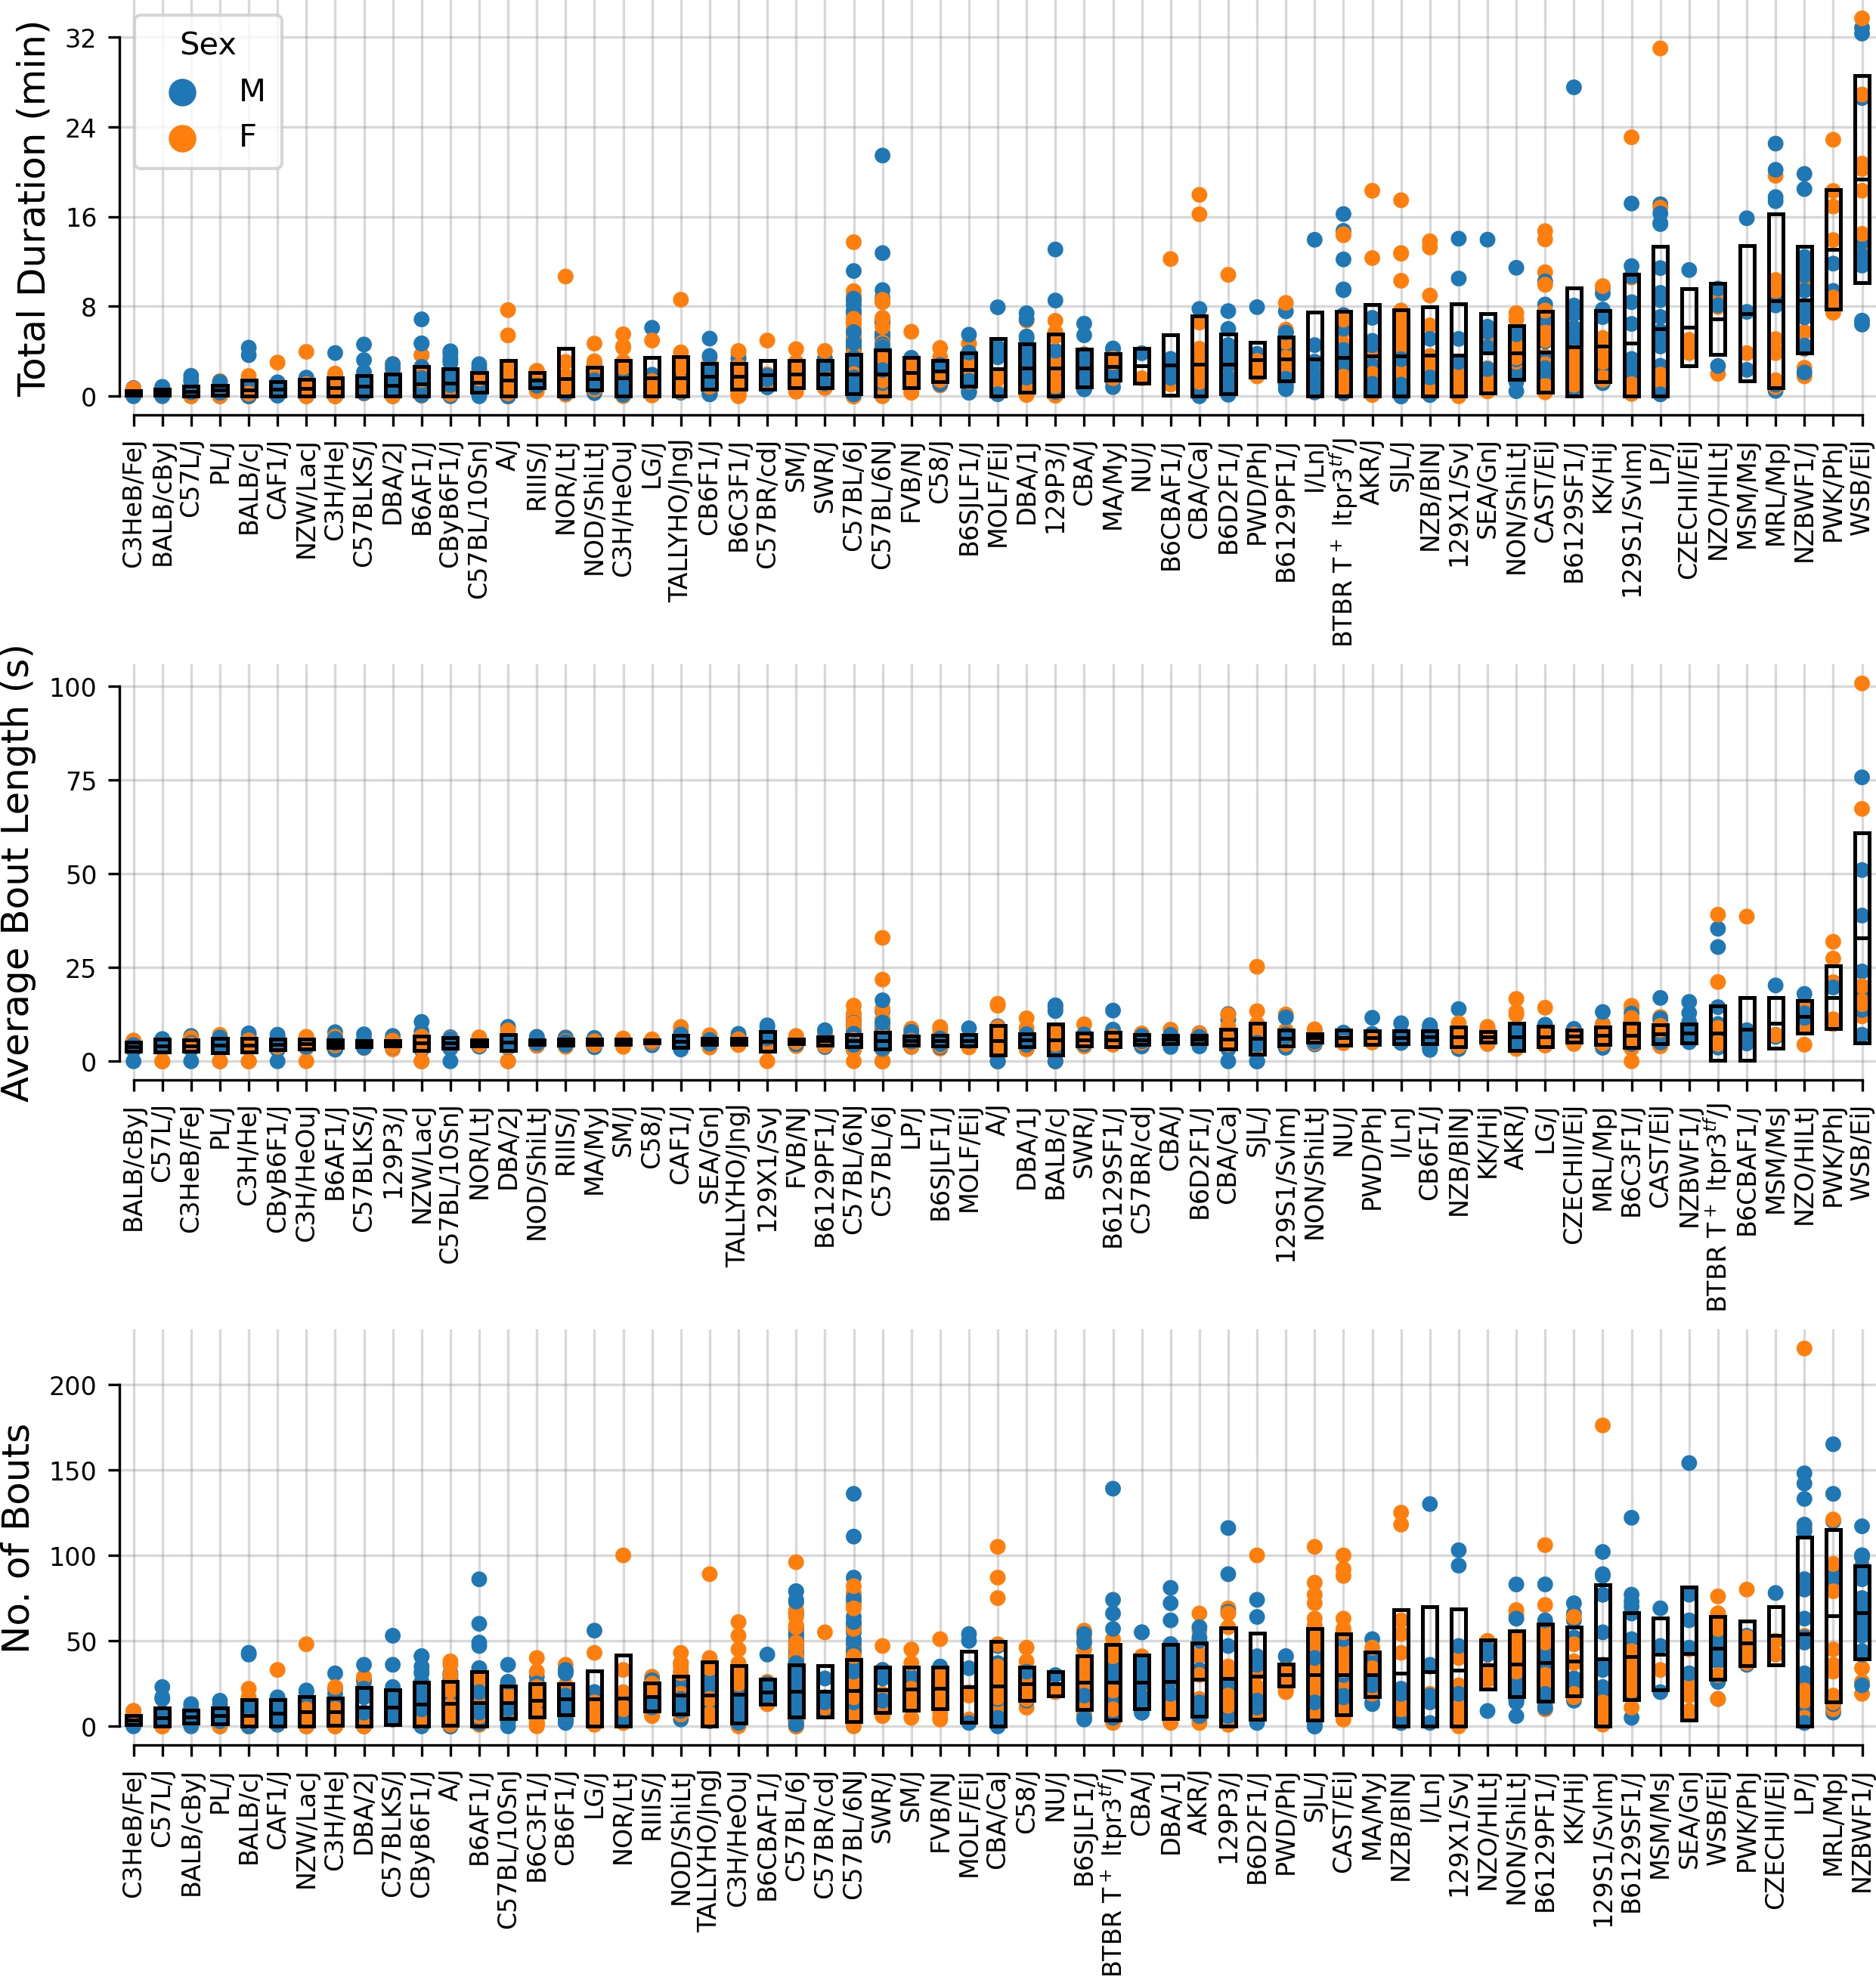 Total Duration (min)
32
24
16
8
0
Sex
M
F
C3HeB/FeJ
BALB/cByJ
C57L/J
PL/J
BALB/cJ
CAF1/J
NZW/LacJ
C3H/HeJ
C57BLKS/J
DBA/2J
B6AF1/J
CByB6F1/J
C57BL/10SnJ
A/J
RIIIS/J
NOR/LtJ
NOD/ShiLtJ
C3H/HeOuJ
LG/J
TALLYHO/JngJ
CB6F1/J
B6C3F1/J
C57BR/cdJ
SM/J
SWR/J
C57BL/6J
C57BL/6NJ
FVB/NJ
C58/J
B6SJLF1/J
MOLF/EiJ
DBA/1J
129P3/J
CBA/J
MA/MyJ
NU/J
B6CBAF1/J
CBA/CaJ
B6D2F1/J
PWD/PhJ
B6129PF1/J
I/LnJ
BTBR T⁺ Itpr3ᵗᶠ/J
AKR/J
SJL/J
NZB/BlNJ
129X1/SvJ
SEA/GnJ
NON/ShiLtJ
CAST/EiJ
B6129SF1/J
KK/HiJ
129S1/SvImJ
LP/J
CZECHII/EiJ
NZO/HILtJ
MSM/MsJ
MRL/MpJ
NZBWF1/J
PWK/PhJ
WSB/EiJ
Average Bout Length (s)
100
75
50
25
0
BALB/cByJ
C57L/J
C3HeB/FeJ
PL/J
C3H/HeJ
CByB6F1/J
C3H/HeOuJ
B6AF1/J
C57BLKS/J
129P3/J
NZW/LacJ
C57BL/10SnJ
NOR/LtJ
DBA/2J
NOD/ShiLtJ
RIIIS/J
MA/MyJ
SM/J
C58/J
CAF1/J
SEA/GnJ
TALLYHO/JngJ
129X1/SvJ
FVB/NJ
B6129PF1/J
C57BL/6NJ
C57BL/6J
LP/J
B6SJLF1/J
MOLF/EiJ
A/J
DBA/1J
BALB/cJ
SWR/J
B6129SF1/J
C57BR/cdJ
CBA/J
B6D2F1/J
CBA/CaJ
SJL/J
129S1/SvImJ
NON/ShiLtJ
NU/J
PWD/PhJ
I/LnJ
CB6F1/J
NZB/BlNJ
KK/HiJ
AKR/J
LG/J
CZECHII/EiJ
MRL/MpJ
B6C3F1/J
CAST/EiJ
NZBWF1/J
BTBR T⁺ Itpr3ᵗᶠ/J
B6CBAF1/J
MSM/MsJ
NZO/HILtJ
PWK/PhJ
WSB/EiJ
No. of Bouts
200
150
100
50
0
C3HeB/FeJ
C57L/J
BALB/cByJ
PL/J
BALB/cJ
CAF1/J
NZW/LacJ
C3H/HeJ
DBA/2J
C57BLKS/J
CByB6F1/J
A/J
B6AF1/J
C57BL/10SnJ
B6C3F1/J
CB6F1/J
LG/J
NOR/LtJ
RIIIS/J
NOD/ShiLtJ
TALLYHO/JngJ
C3H/HeOuJ
B6CBAF1/J
C57BL/6J
C57BR/cdJ
C57BL/6NJ
SWR/J
SM/J
FVB/NJ
MOLF/EiJ
CBA/CaJ
C58/J
NU/J
B6SJLF1/J
BTBR T⁺ Itpr3ᵗᶠ/J
CBA/J
DBA/1J
AKR/J
129P3/J
B6D2F1/J
PWD/PhJ
SJL/J
CAST/EiJ
MA/MyJ
NZB/BlNJ
I/LnJ
129X1/SvJ
NZO/HILtJ
NON/ShiLtJ
B6129PF1/J
KK/HiJ
129S1/SvImJ
B6129SF1/J
MSM/MsJ
SEA/GnJ
WSB/EiJ
PWK/PhJ
CZECHII/EiJ
LP/J
MRL/MpJ
NZBWF1/J